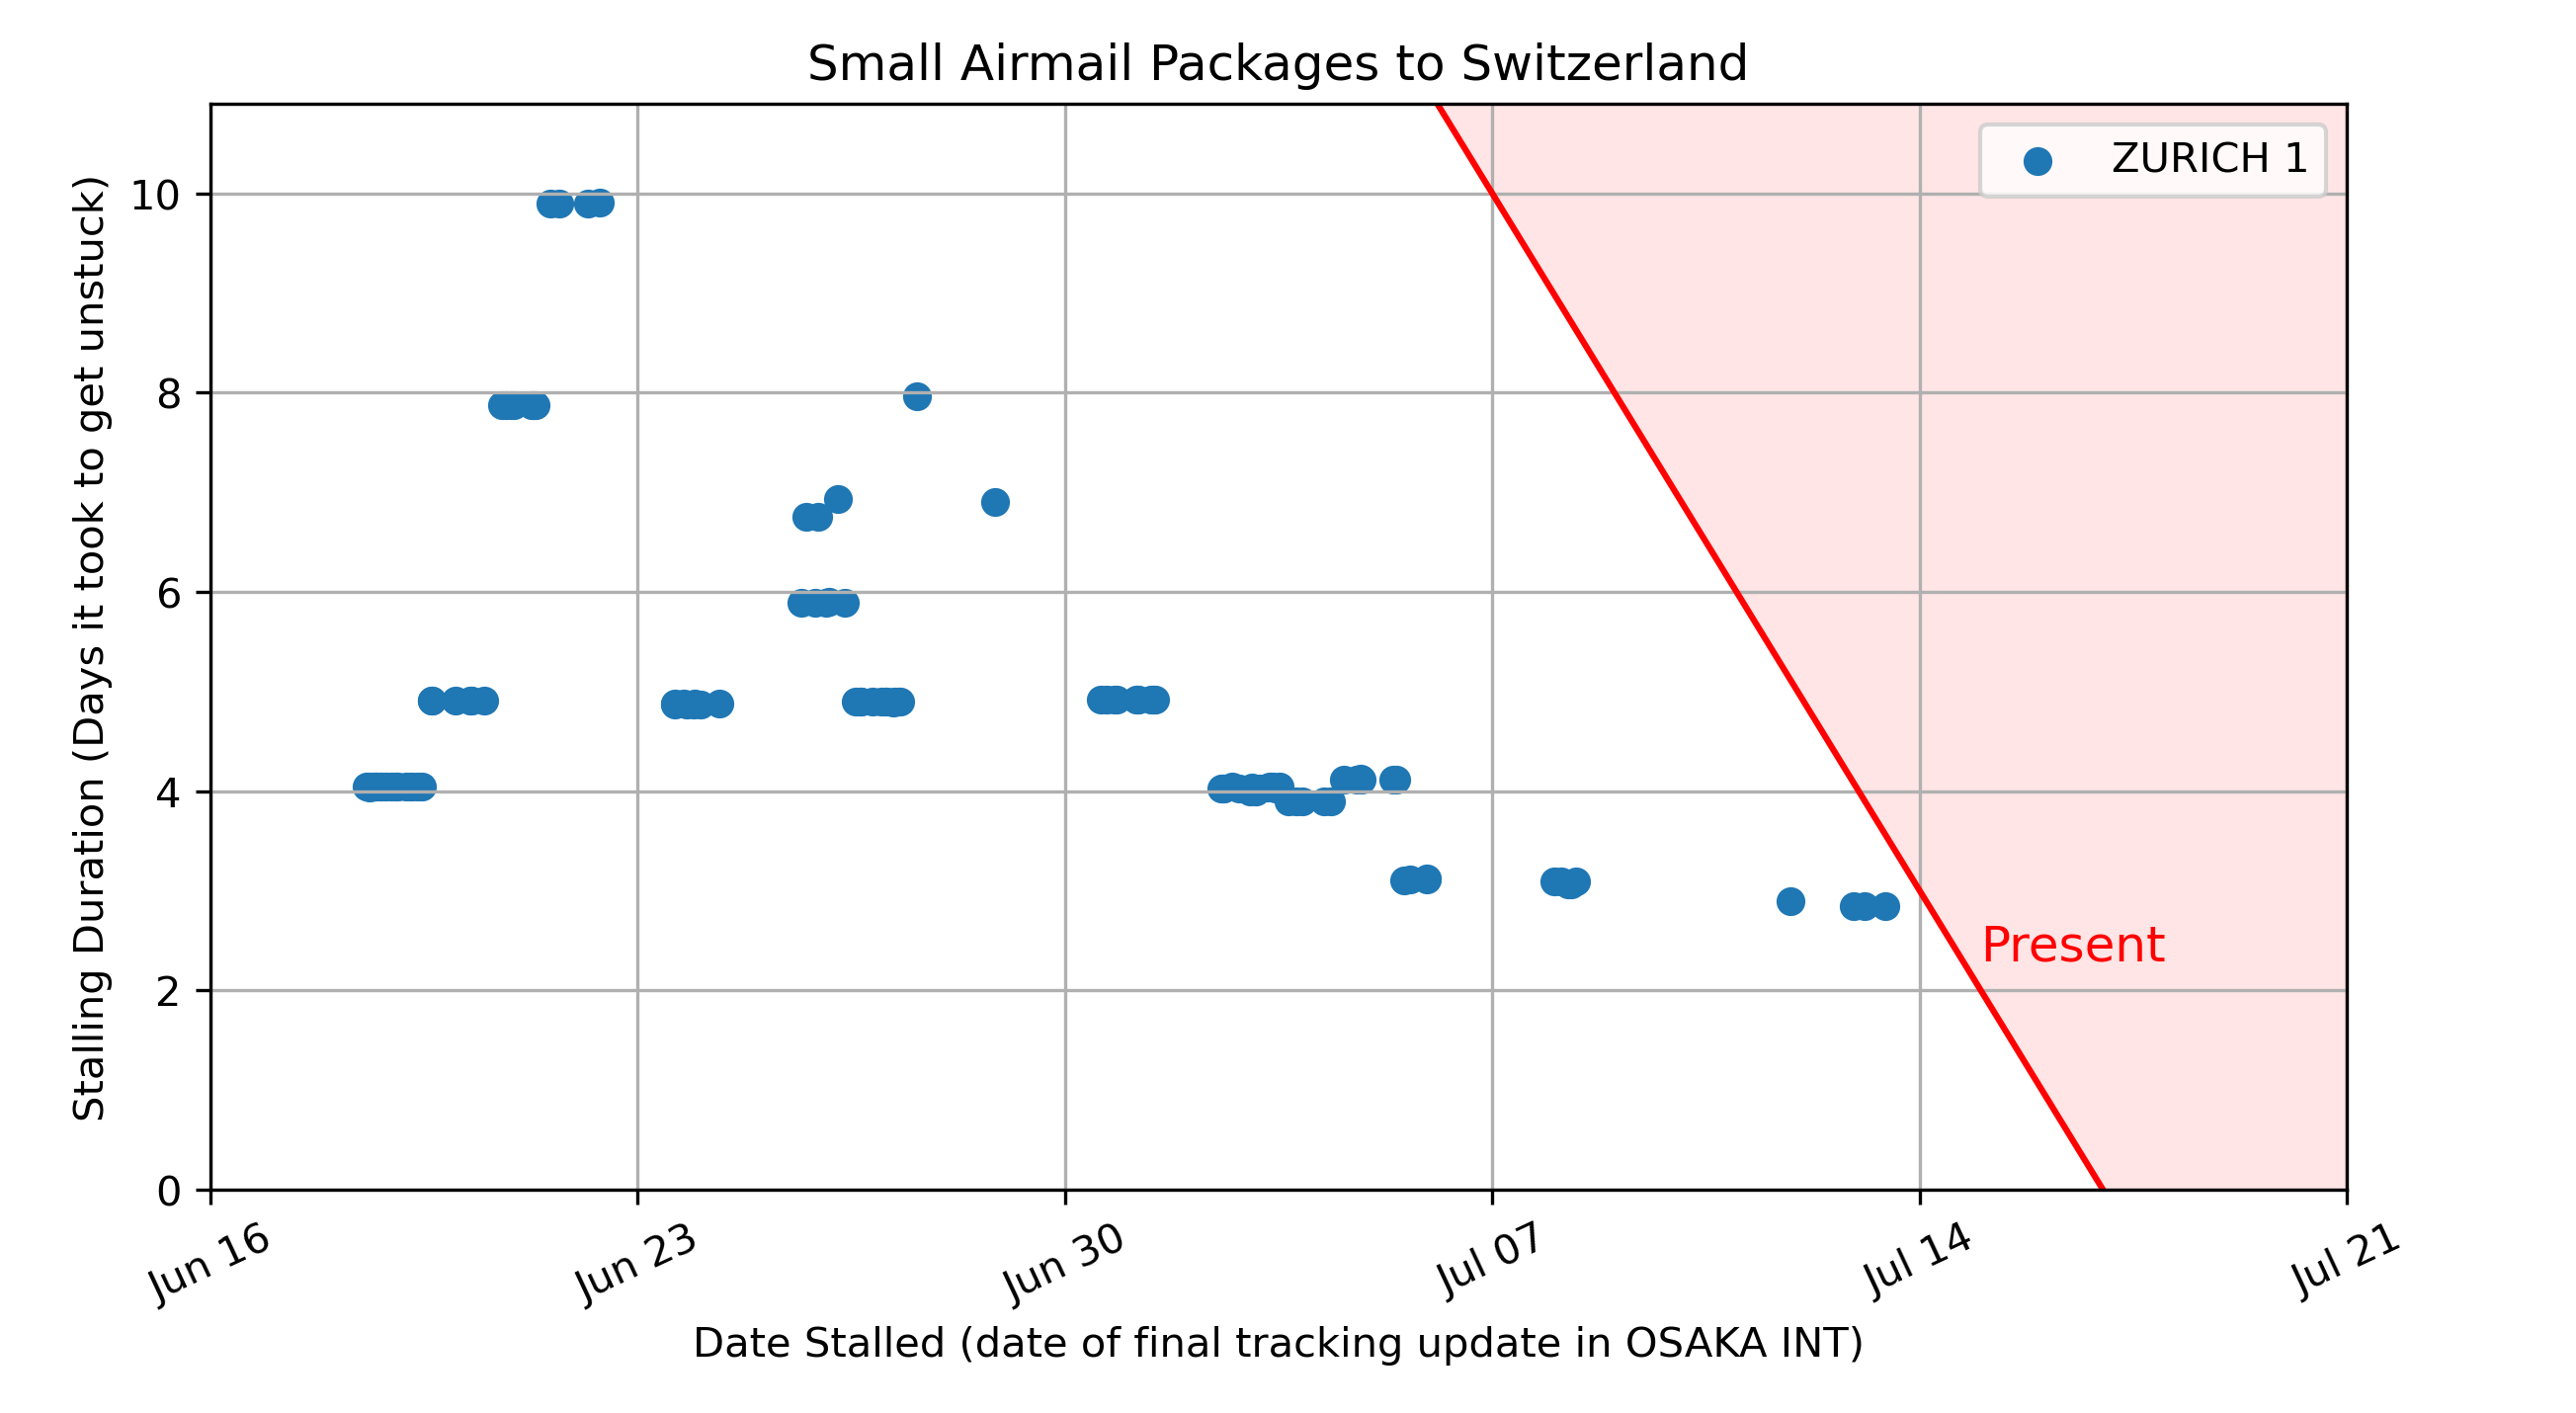 Small Airmail Packages to Switzerland
ZURICH 1
Stalling Duration (Days it took to get unstuck)
10
8
6
4
2
0
Present
Jun 16
Jun 23
Jun 30
Jul 07
Jul 14
Jul 21
Date Stalled (date of final tracking update in OSAKA INT)